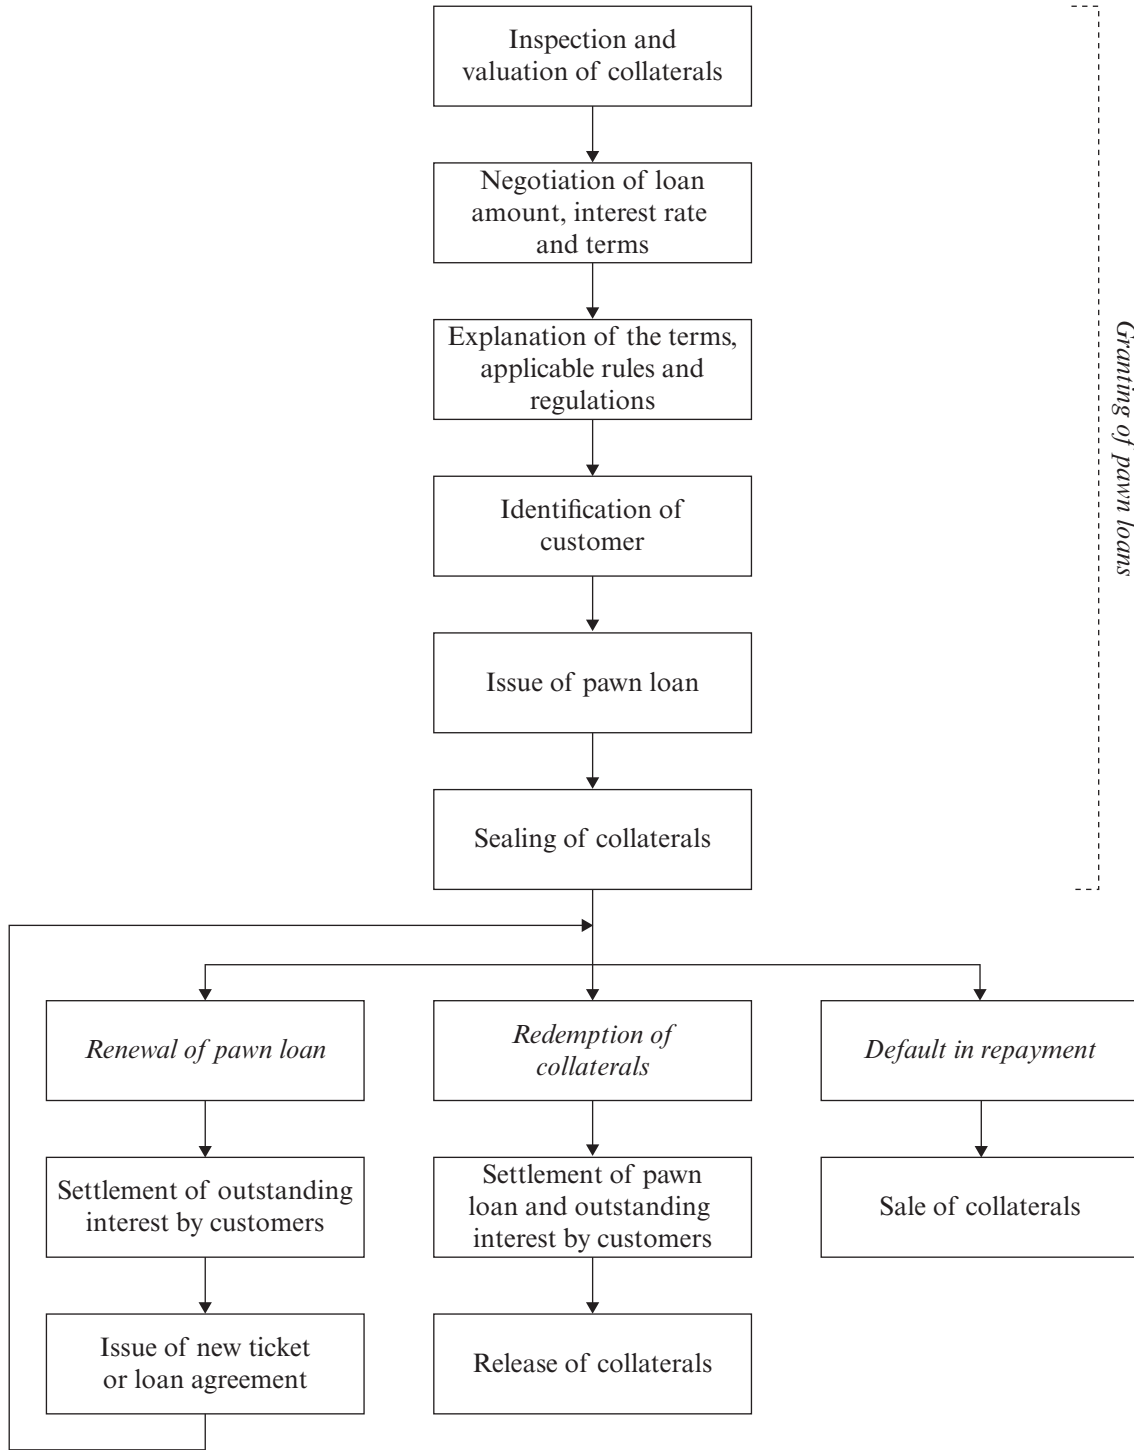 Inspection and
valuation of collaterals
Negotiation of loan
amount, interest rate
and terms
Explanation of the terms,
applicable rules and
regulations
Identification of
customer
Issue of pawn loan
Sealing of collaterals
Granting of pawn loans
Renewal of pawn loan
Redemption of
collaterals
Default in repayment
Settlement of outstanding
interest by customers
Settlement of pawn
loan and outstanding
interest by customers
Sale of collaterals
Issue of new ticket
or loan agreement
Release of collaterals